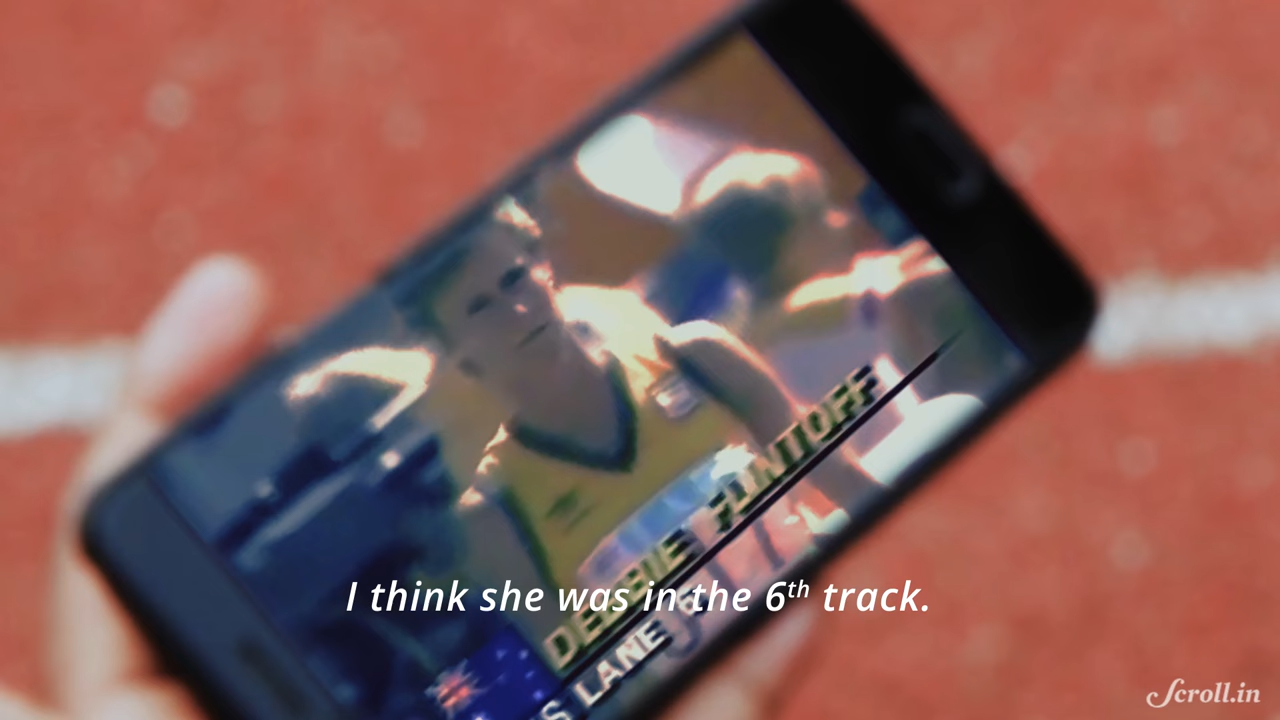 DEBBIE FLINTOFF
S LANE
I think she was in the 6th track.
Scroll.in